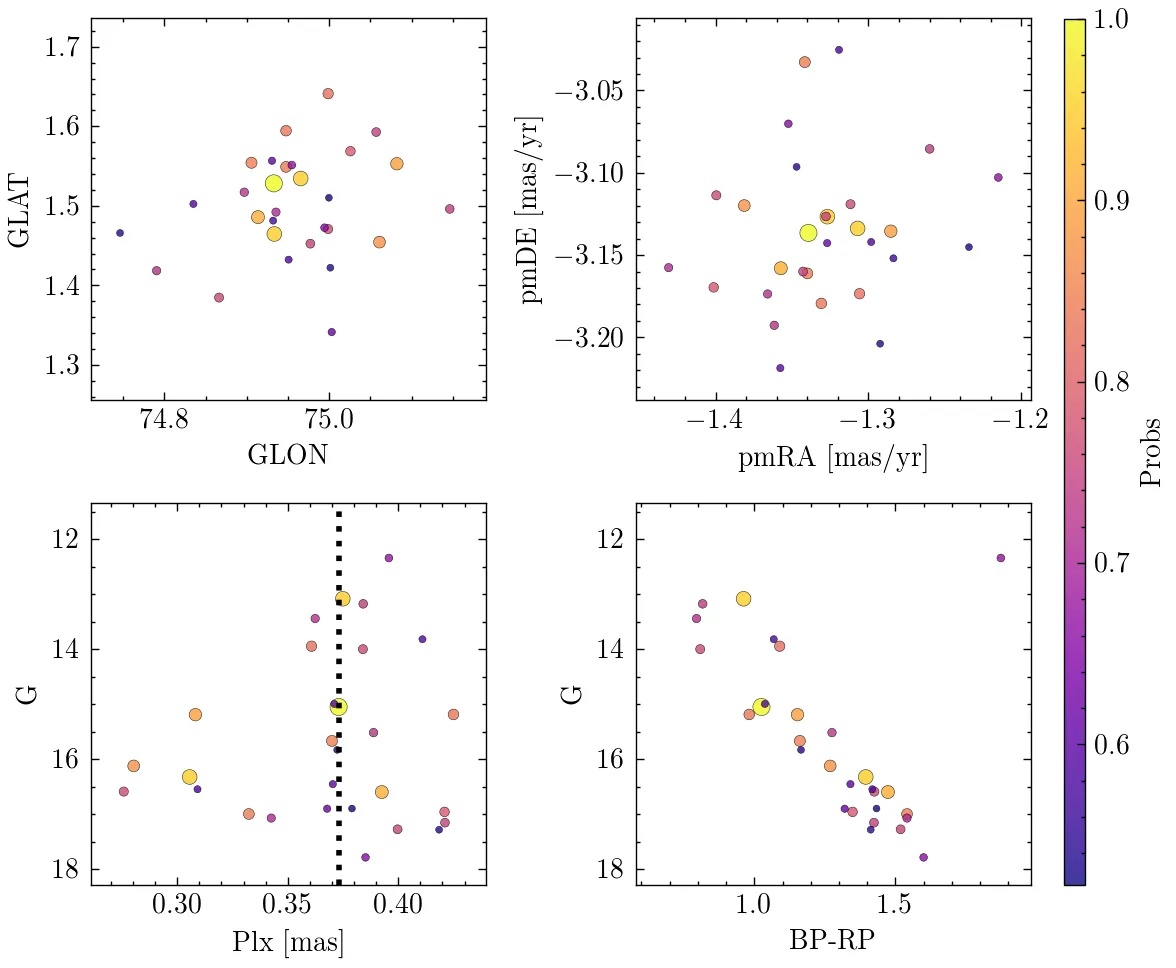 1.7
1.6
1.5
1.4
1.3
GLAT
74.8 75.0
GLON
−3.05
−3.10
−3.15
−3.20
pmDE [mas/yr]
−1.4 −1.3 −1.2
pmRA [mas/yr]
12
14
16
18
G
0.30 0.35 0.40
Plx [mas]
12
14
16
18
G
1.0 1.5
BP-RP
1.0
0.9
0.8
0.7
0.6
Probs